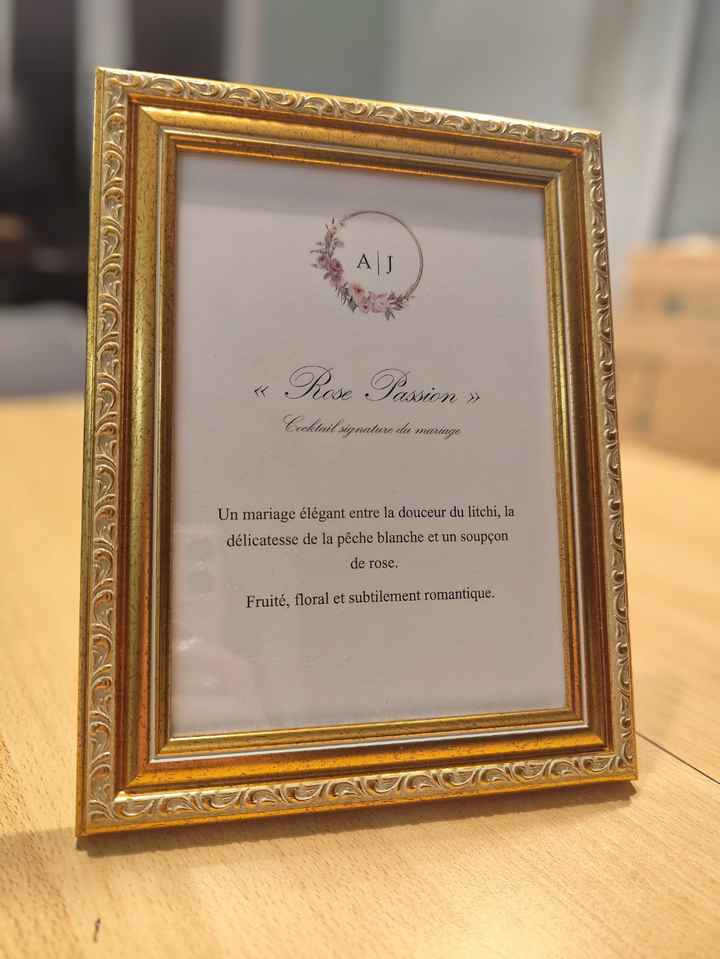 A | J
« Rose Passion »
Cocktail signature du mariage
Un mariage élégant entre la douceur du litchi, la
délicatesse de la pêche blanche et un soupçon
de rose.
Fruité, floral et subtilement romantique.